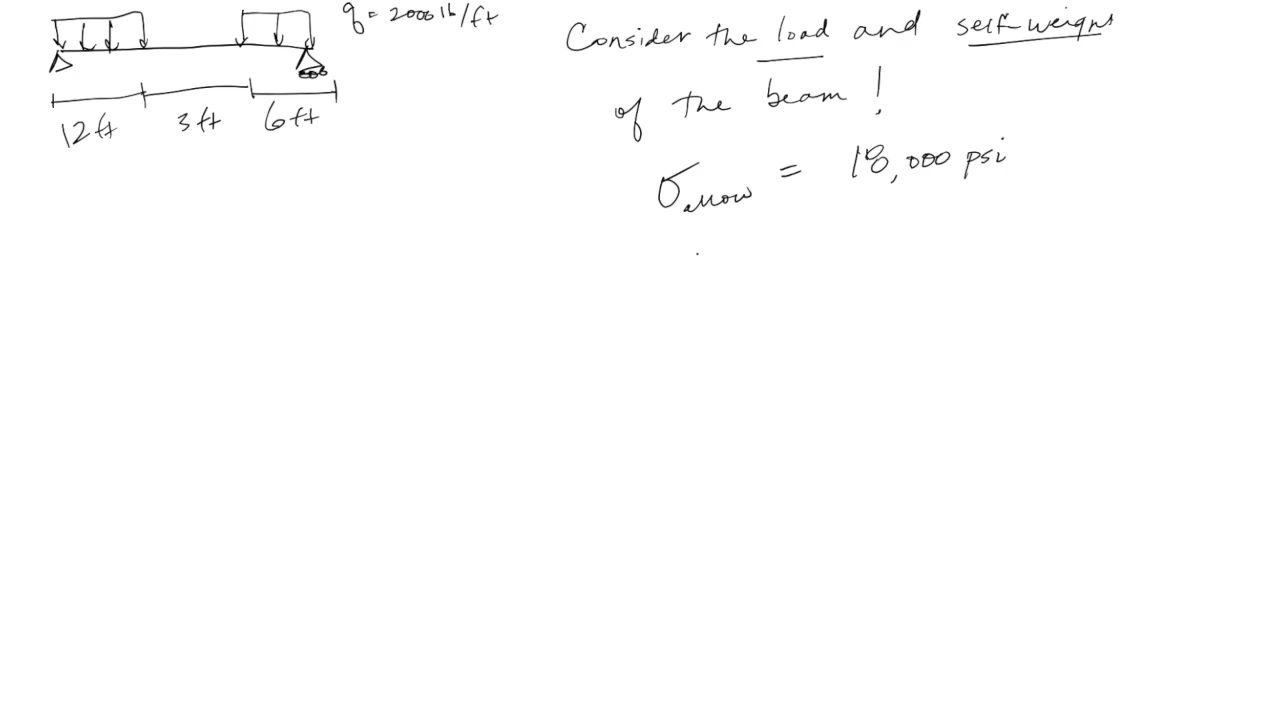 q = 2000 lb/ft
12 ft 3 ft 6 ft
Consider the load and self-weight
of the beam!
σallow = 18,000 psi